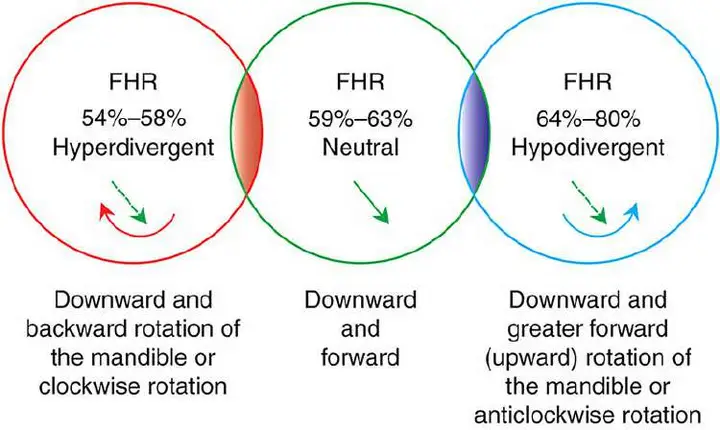 FHR
54%–58%
Hyperdivergent
FHR
59%–63%
Neutral
FHR
64%–80%
Hypodivergent
Downward and
backward rotation of
the mandible or
clockwise rotation
Downward
and
forward
Downward and
greater forward
(upward) rotation of
the mandible or
anticlockwise rotation